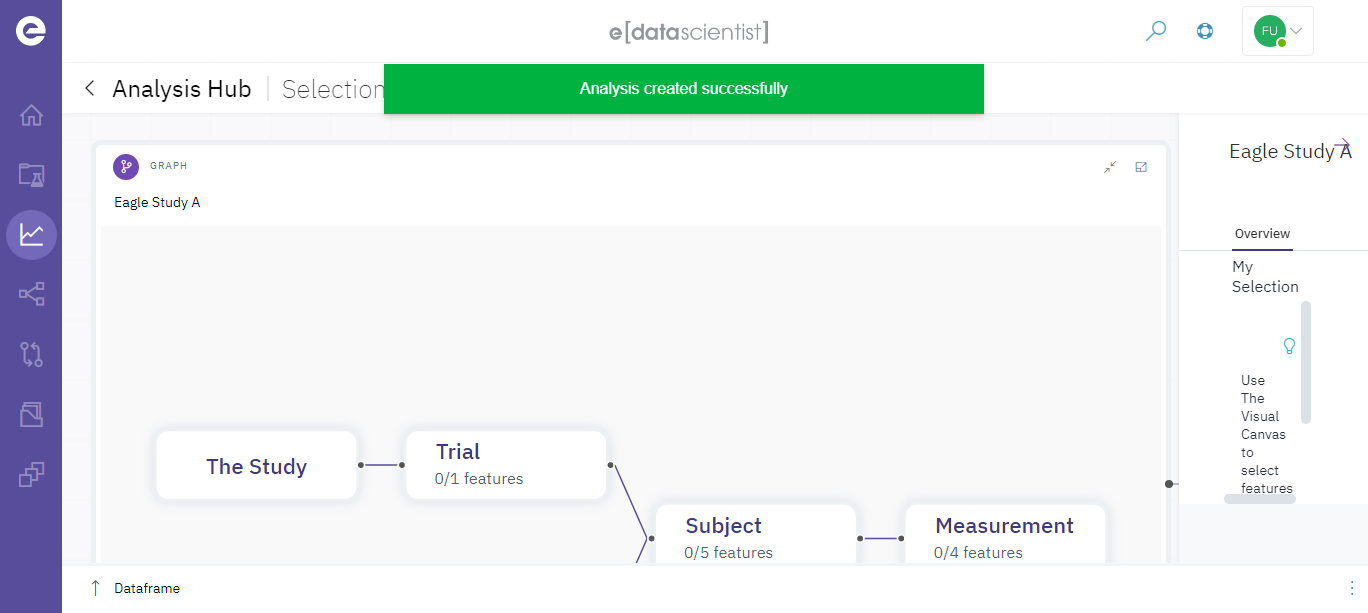 e[datascientist]
FU
Analysis Hub
Selection
Analysis created successfully
GRAPH
Eagle Study A
Eagle Study A
Overview
My
Selection
Use
The
Visual
Canvas
to
select
features
The Study
Trial
0/1 features
Subject
0/5 features
Measurement
0/4 features
Dataframe